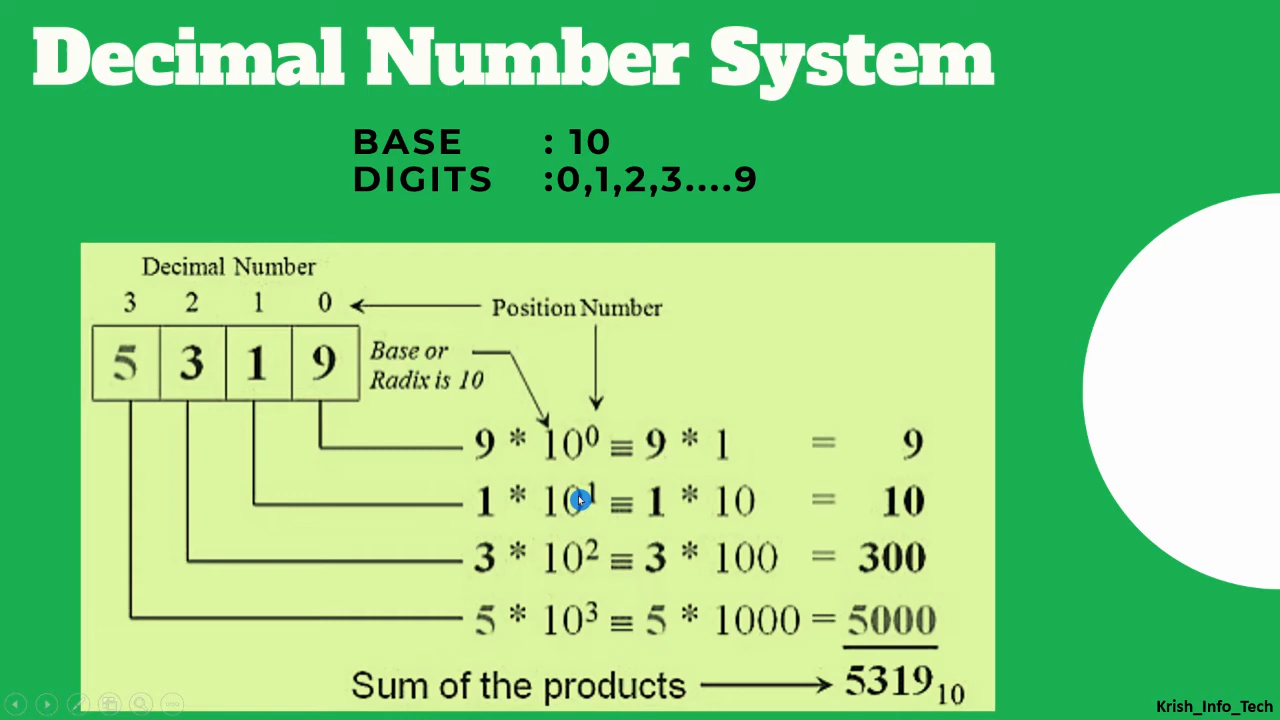 Decimal Number System
BASE : 10
DIGITS :0,1,2,3....9
Decimal Number
3 2 1 0
Position Number
5 3 1 9
Base or
Radix is 10
9 * 10⁰ ≡ 9 * 1 = 9
1 * 10¹ ≡ 1 * 10 = 10
3 * 10² ≡ 3 * 100 = 300
5 * 10³ ≡ 5 * 1000 = 5000
Sum of the products 5319₁₀
Krish_Info_Tech